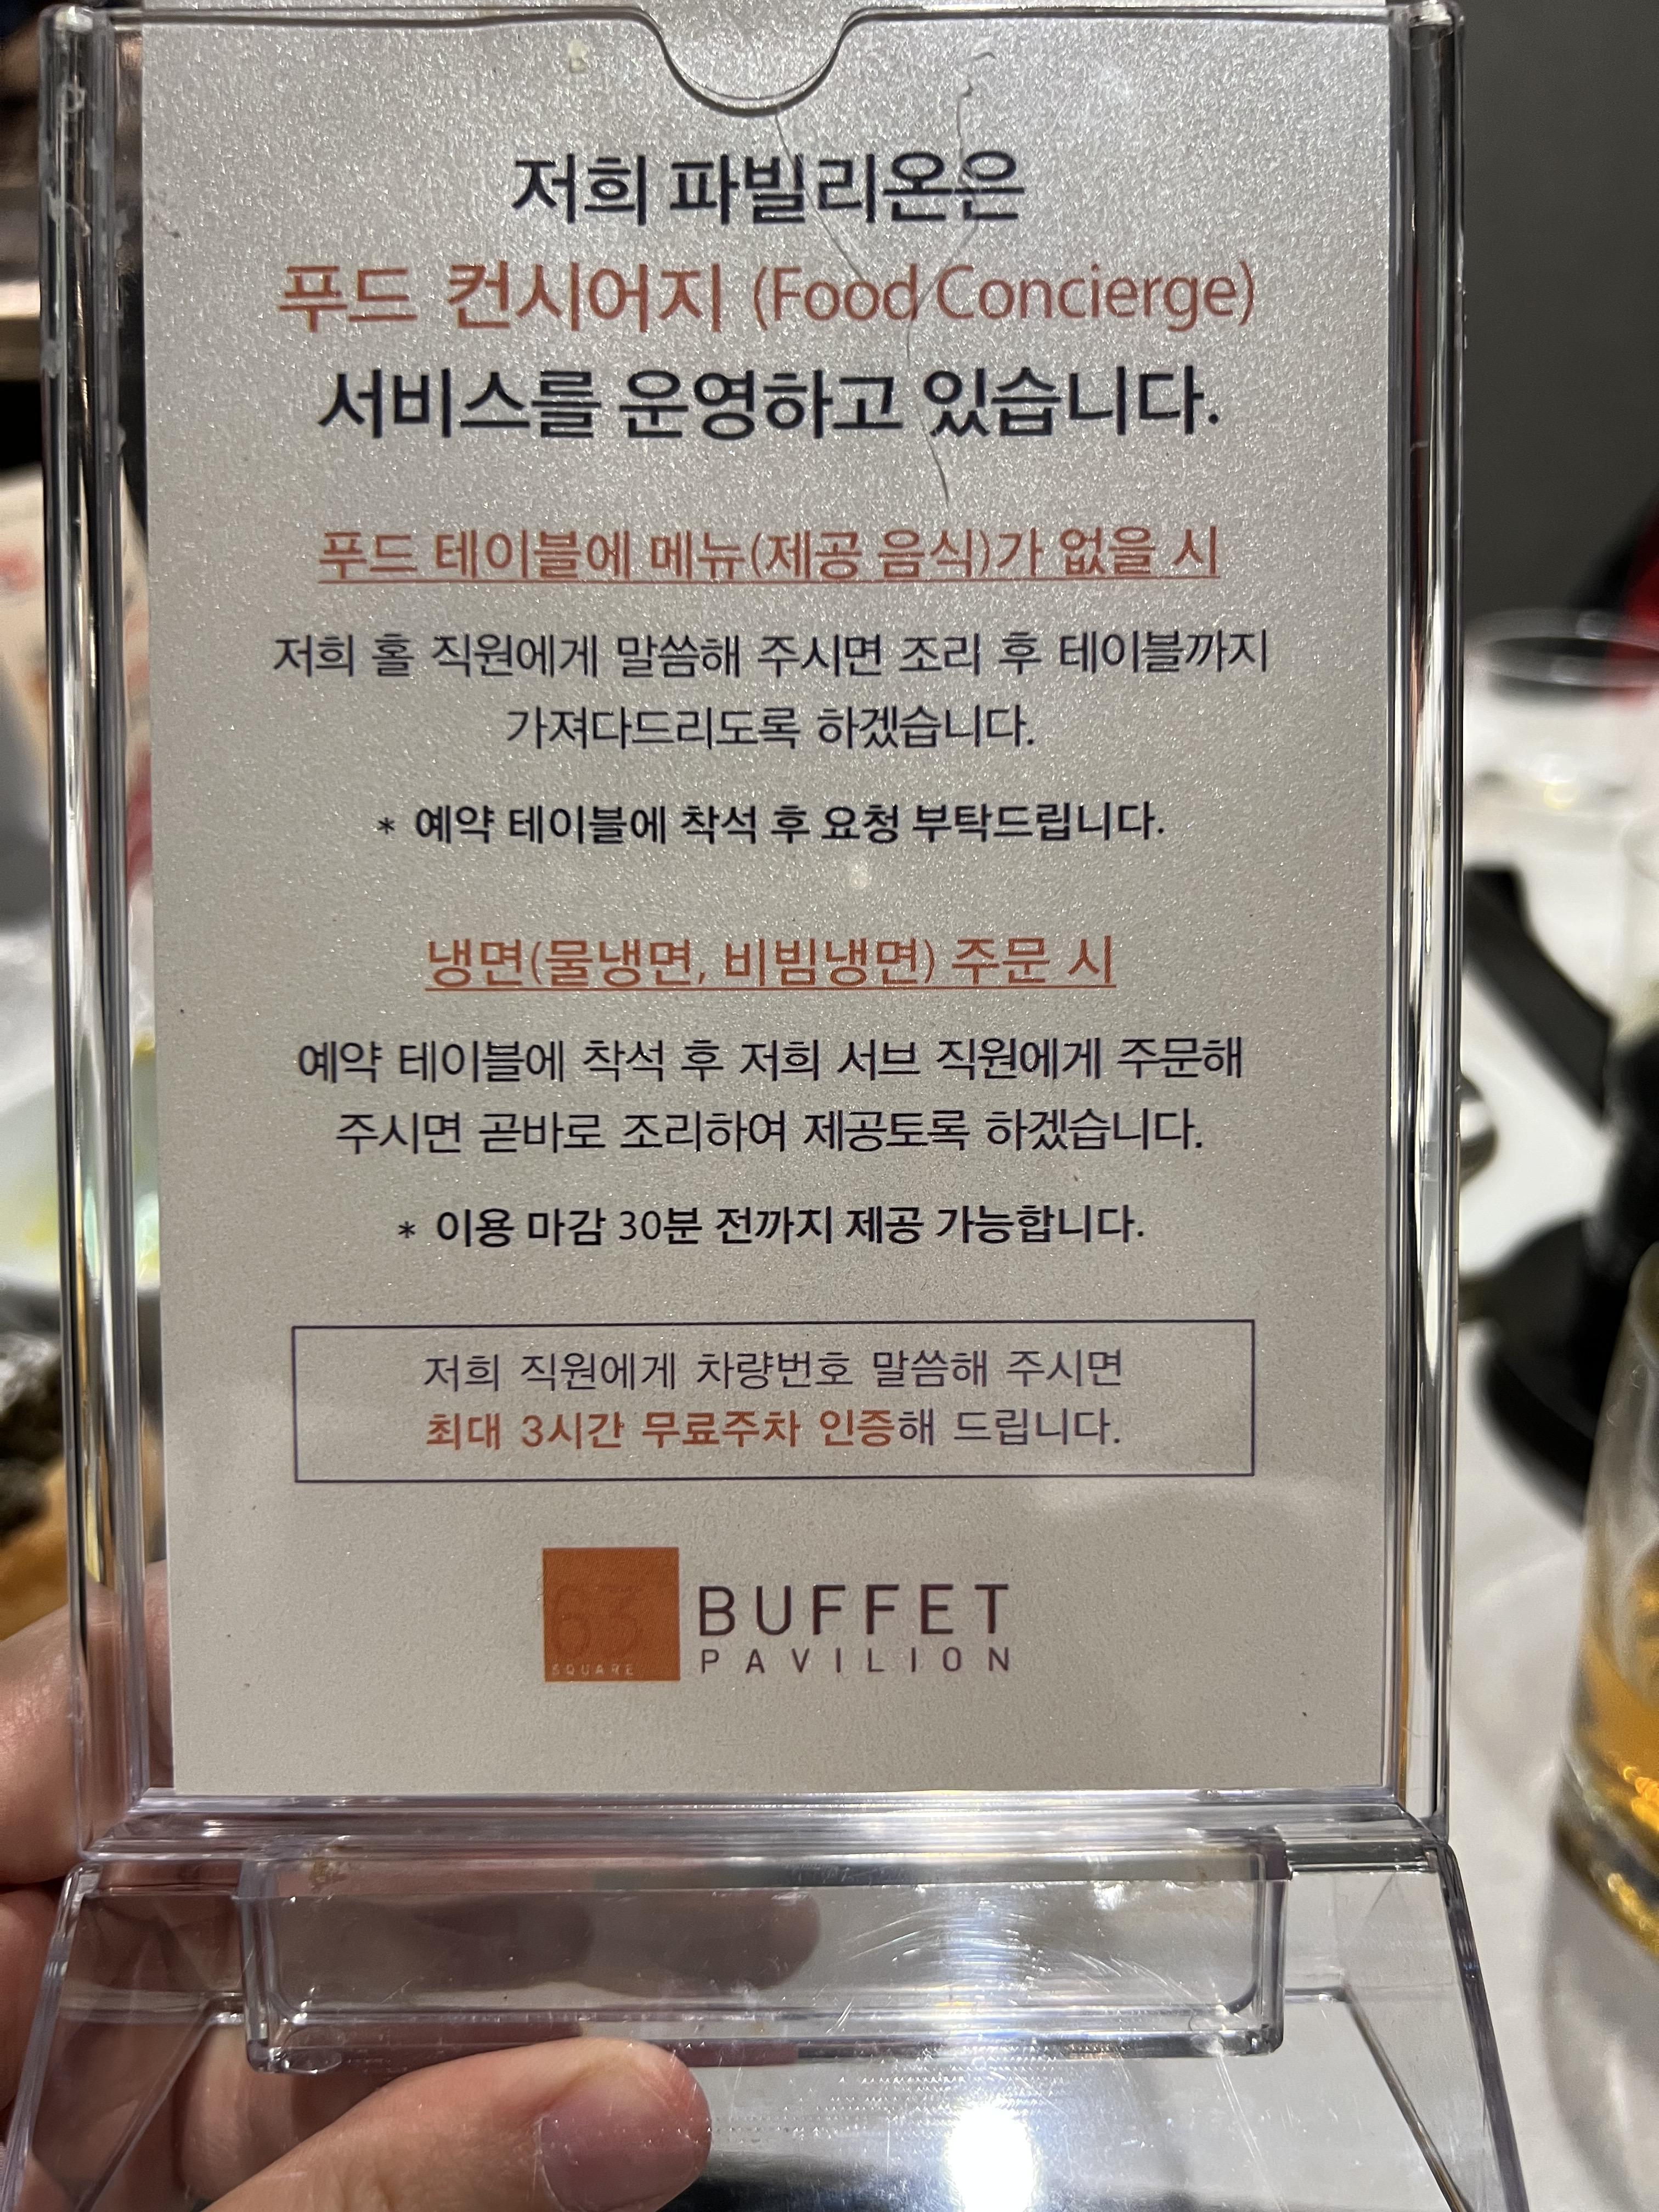 저희 파빌리온은
푸드 컨시어지 (Food Concierge)
서비스를 운영하고 있습니다.
푸드 테이블에 메뉴(제공 음식)가 없을 시
저희 홀 직원에게 말씀해 주시면 조리 후 테이블까지
가져다드리도록 하겠습니다.
* 예약 테이블에 착석 후 요청 부탁드립니다.
냉면(물냉면, 비빔냉면) 주문 시
예약 테이블에 착석 후 저희 서브 직원에게 주문해
주시면 곧바로 조리하여 제공토록 하겠습니다.
* 이용 마감 30분 전까지 제공 가능합니다.
저희 직원에게 차량번호 말씀해 주시면
최대 3시간 무료주차 인증해 드립니다.
63
SQUARE
BUFFET
PAVILION